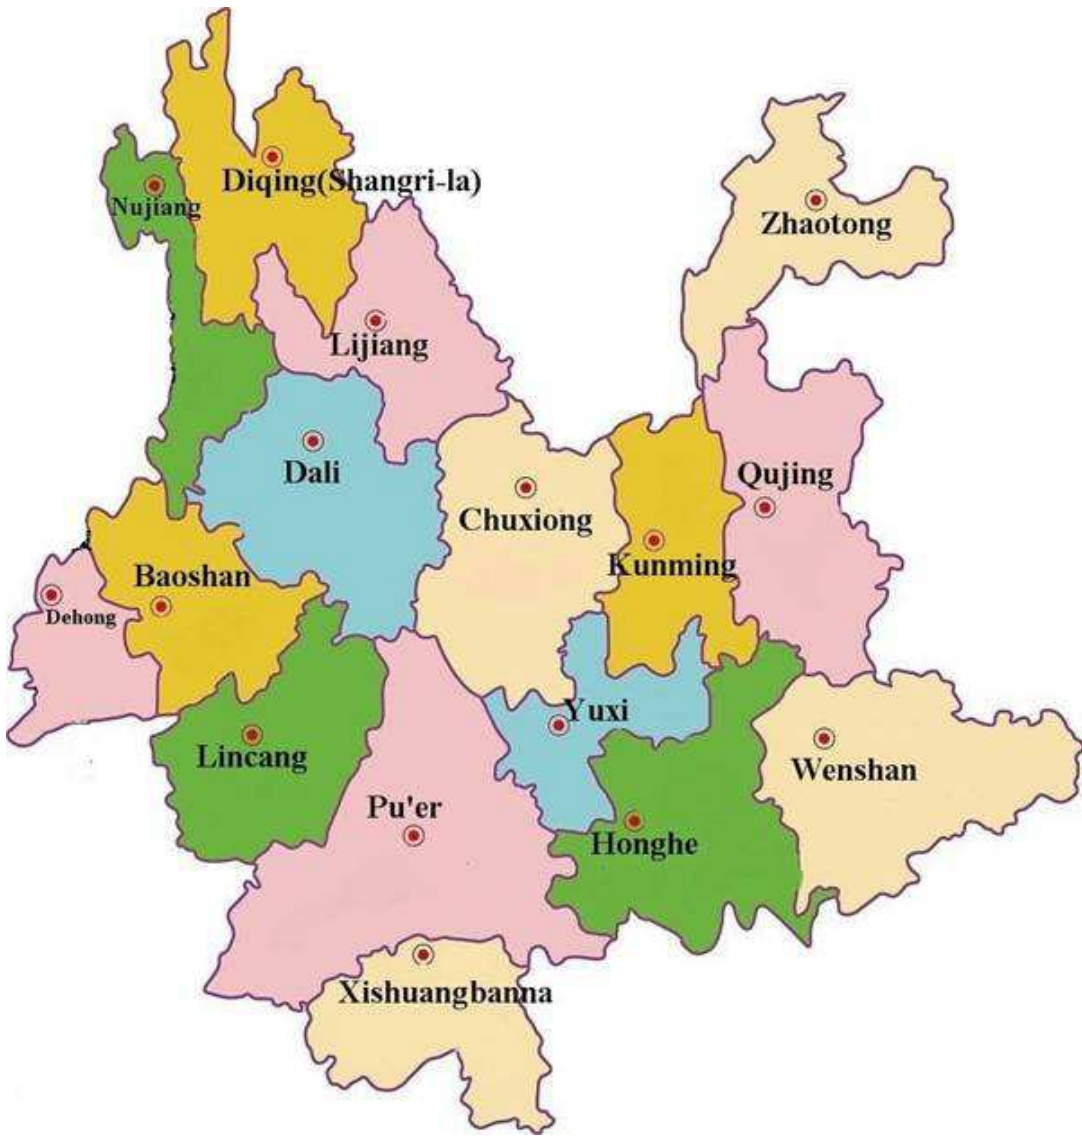 Diqing(Shangri-la)
Nujiang
Zhaotong
Lijiang
Dali
Qujing
Chuxiong
Kunming
Baoshan
Dehong
Yuxi
Lincang
Wenshan
Pu'er
Honghe
Xishuangbanna